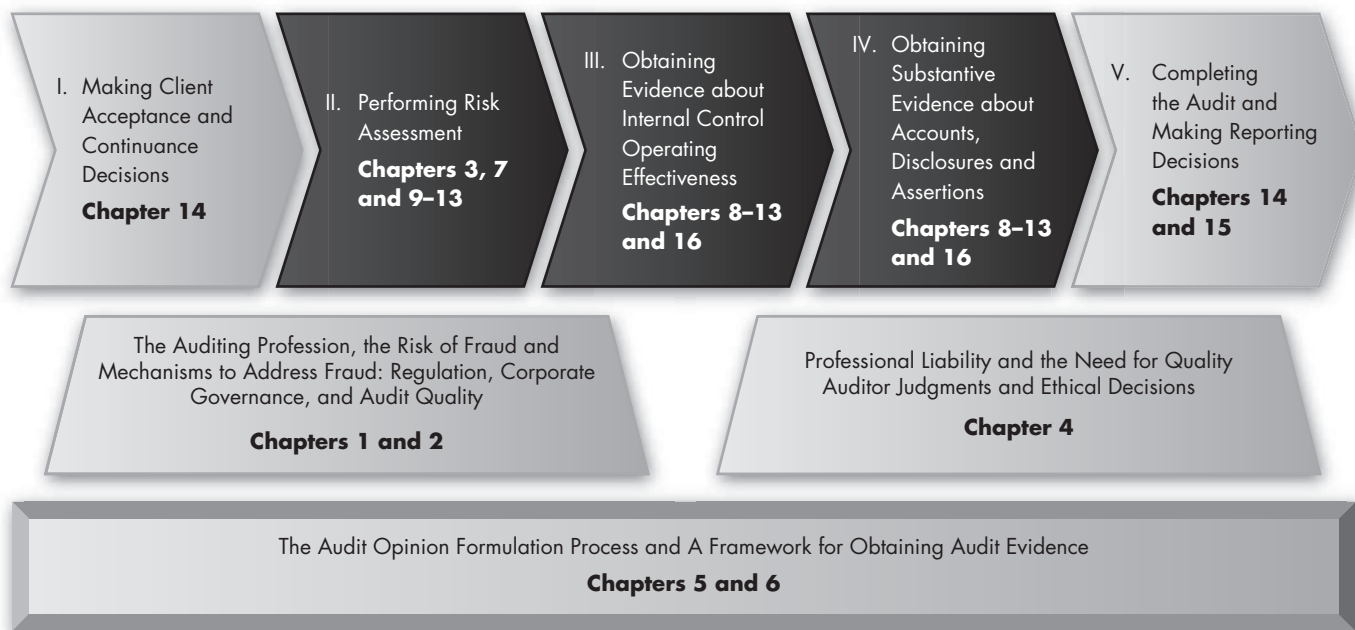 I. Making Client
Acceptance and
Continuance
Decisions
Chapter 14
II. Performing Risk
Assessment
Chapters 3, 7
and 9–13
III. Obtaining
Evidence about
Internal Control
Operating
Effectiveness
Chapters 8–13
and 16
IV. Obtaining
Substantive
Evidence about
Accounts,
Disclosures and
Assertions
Chapters 8–13
and 16
V. Completing
the Audit and
Making Reporting
Decisions
Chapters 14
and 15
The Auditing Profession, the Risk of Fraud and
Mechanisms to Address Fraud: Regulation, Corporate
Governance, and Audit Quality
Chapters 1 and 2
Professional Liability and the Need for Quality
Auditor Judgments and Ethical Decisions
Chapter 4
The Audit Opinion Formulation Process and A Framework for Obtaining Audit Evidence
Chapters 5 and 6